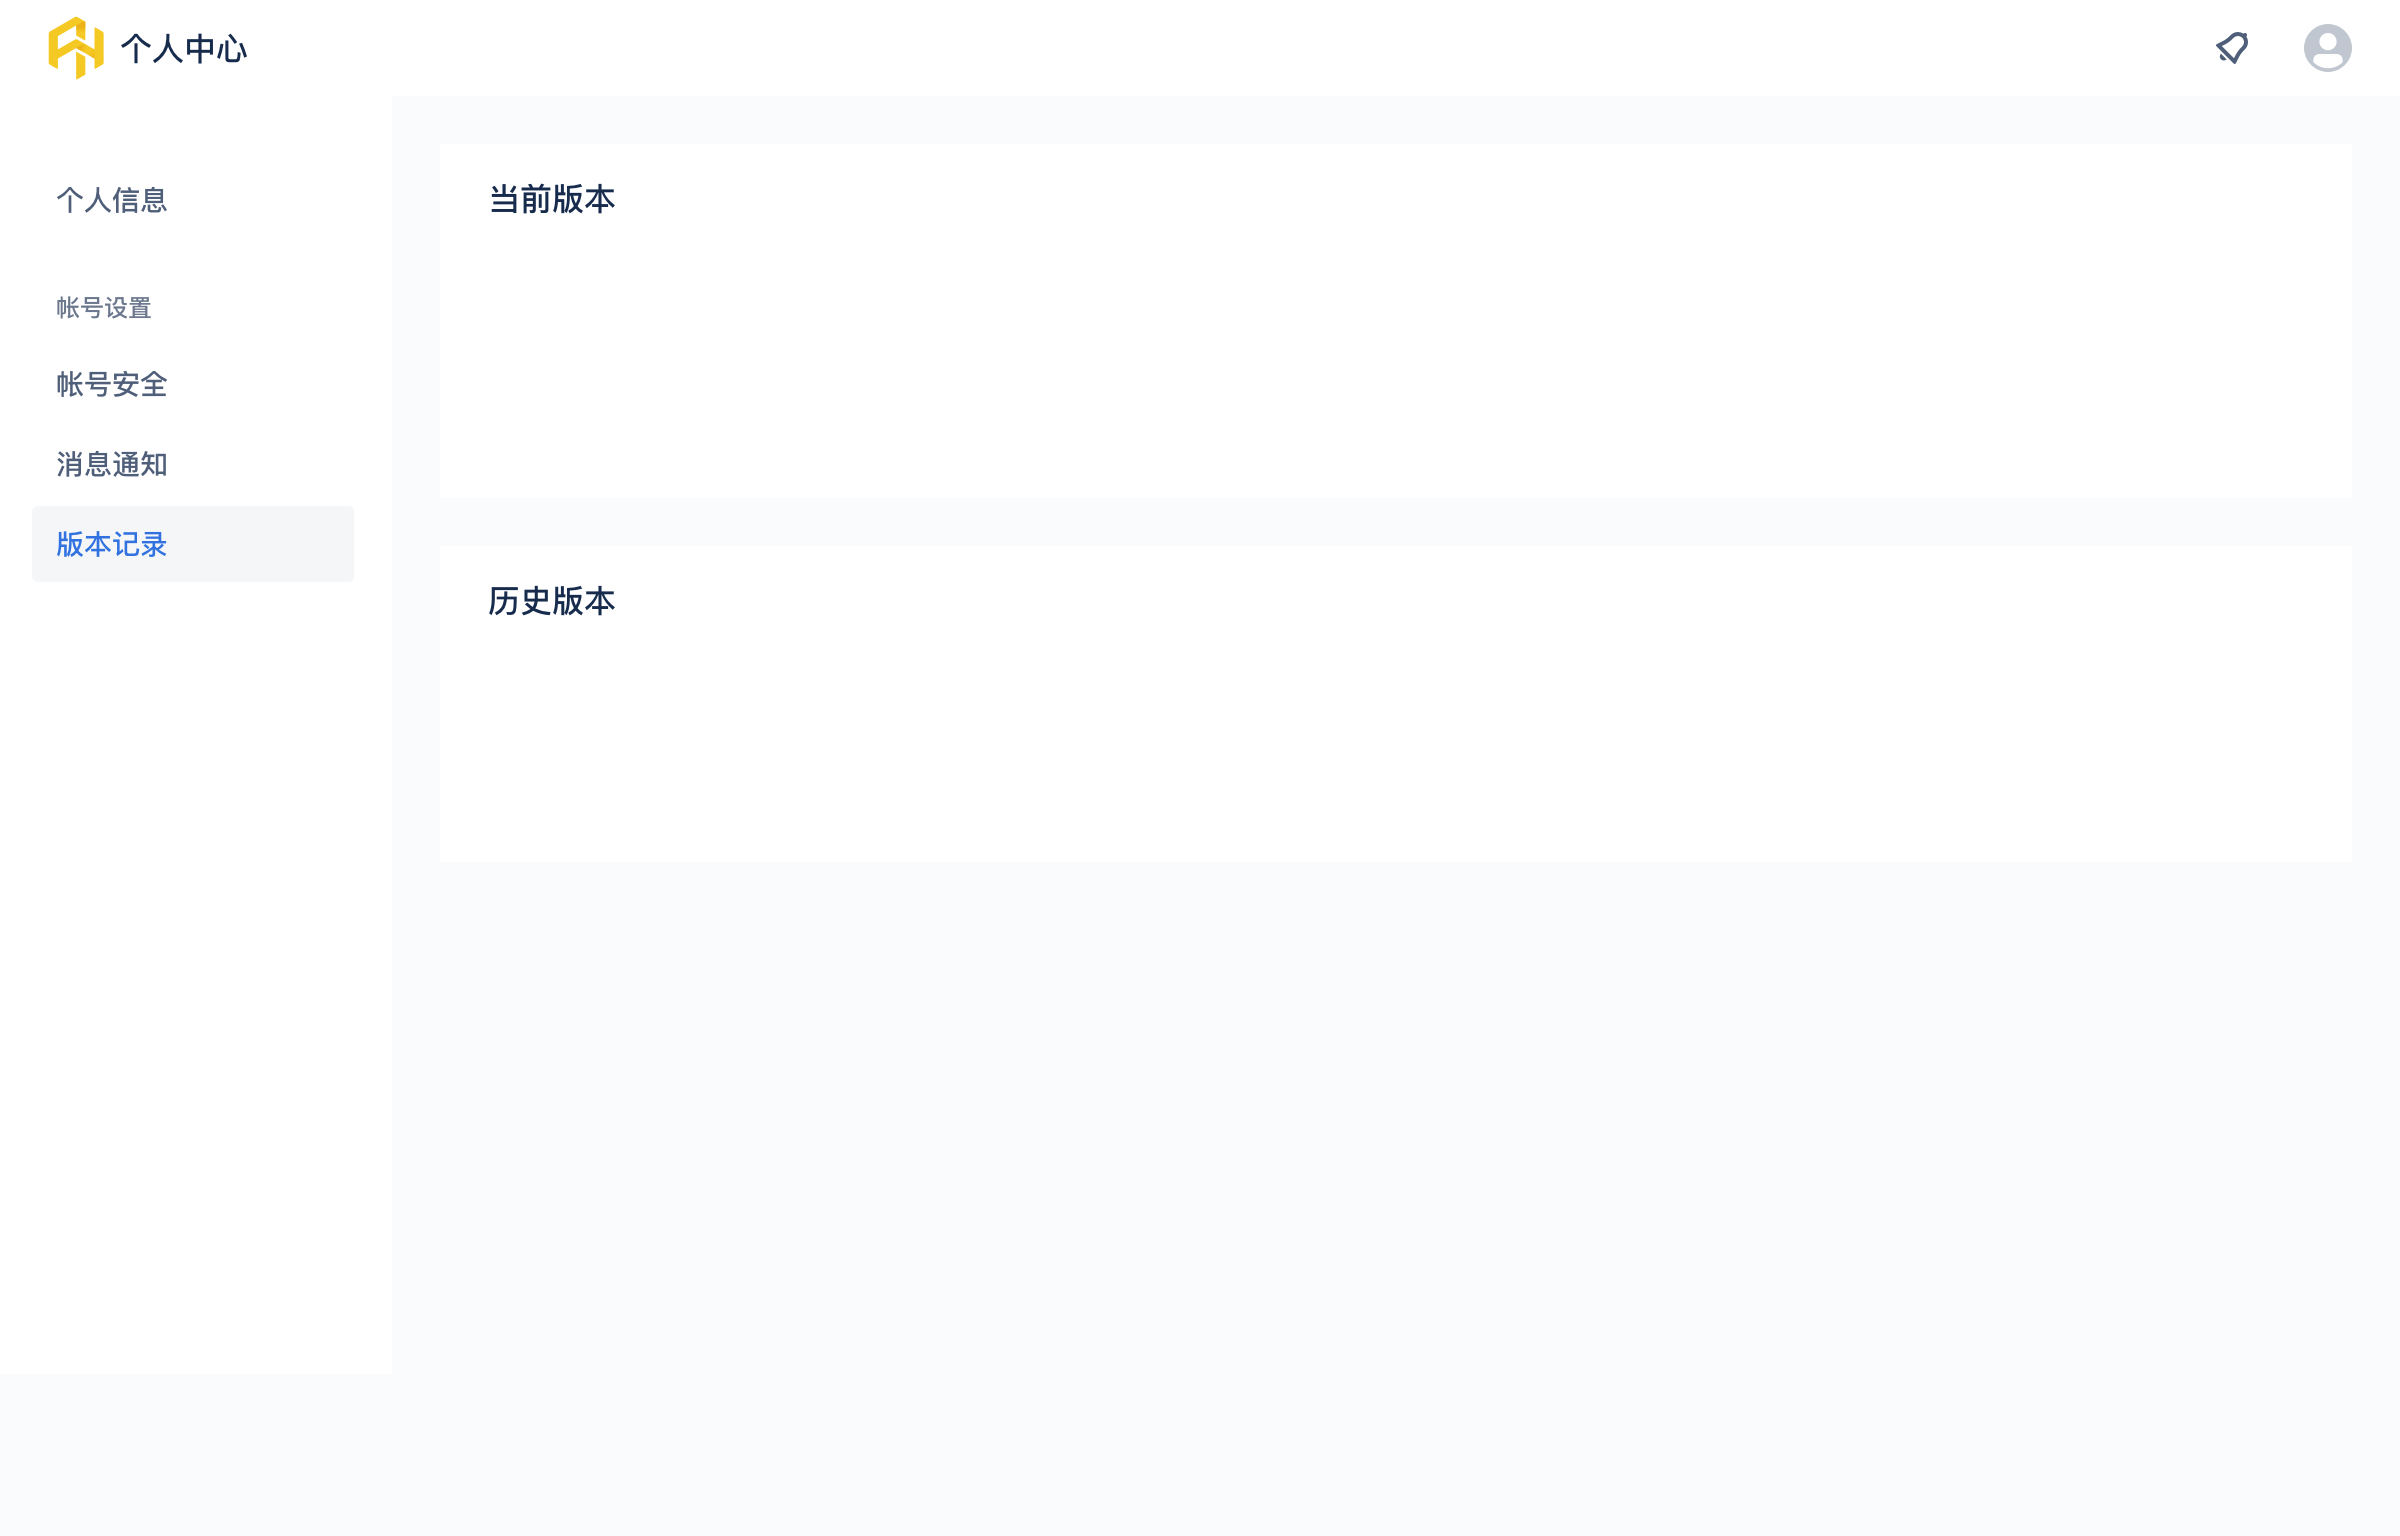 个人中心
个人信息
帐号设置
帐号安全
消息通知
版本记录
当前版本
历史版本